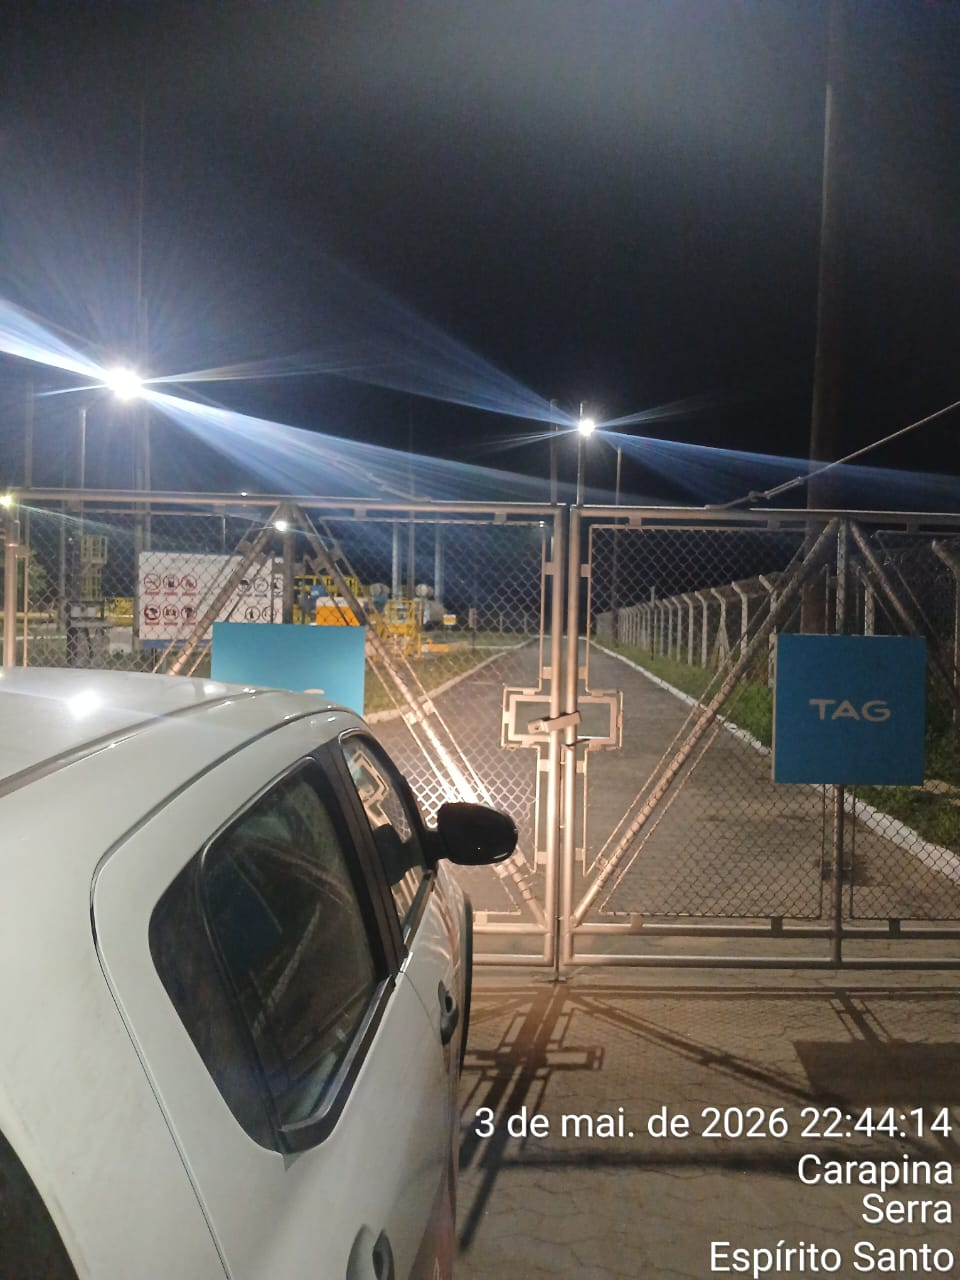 TAG
3 de mai. de 2026 22:44:14
Carapina
Serra
Espírito Santo